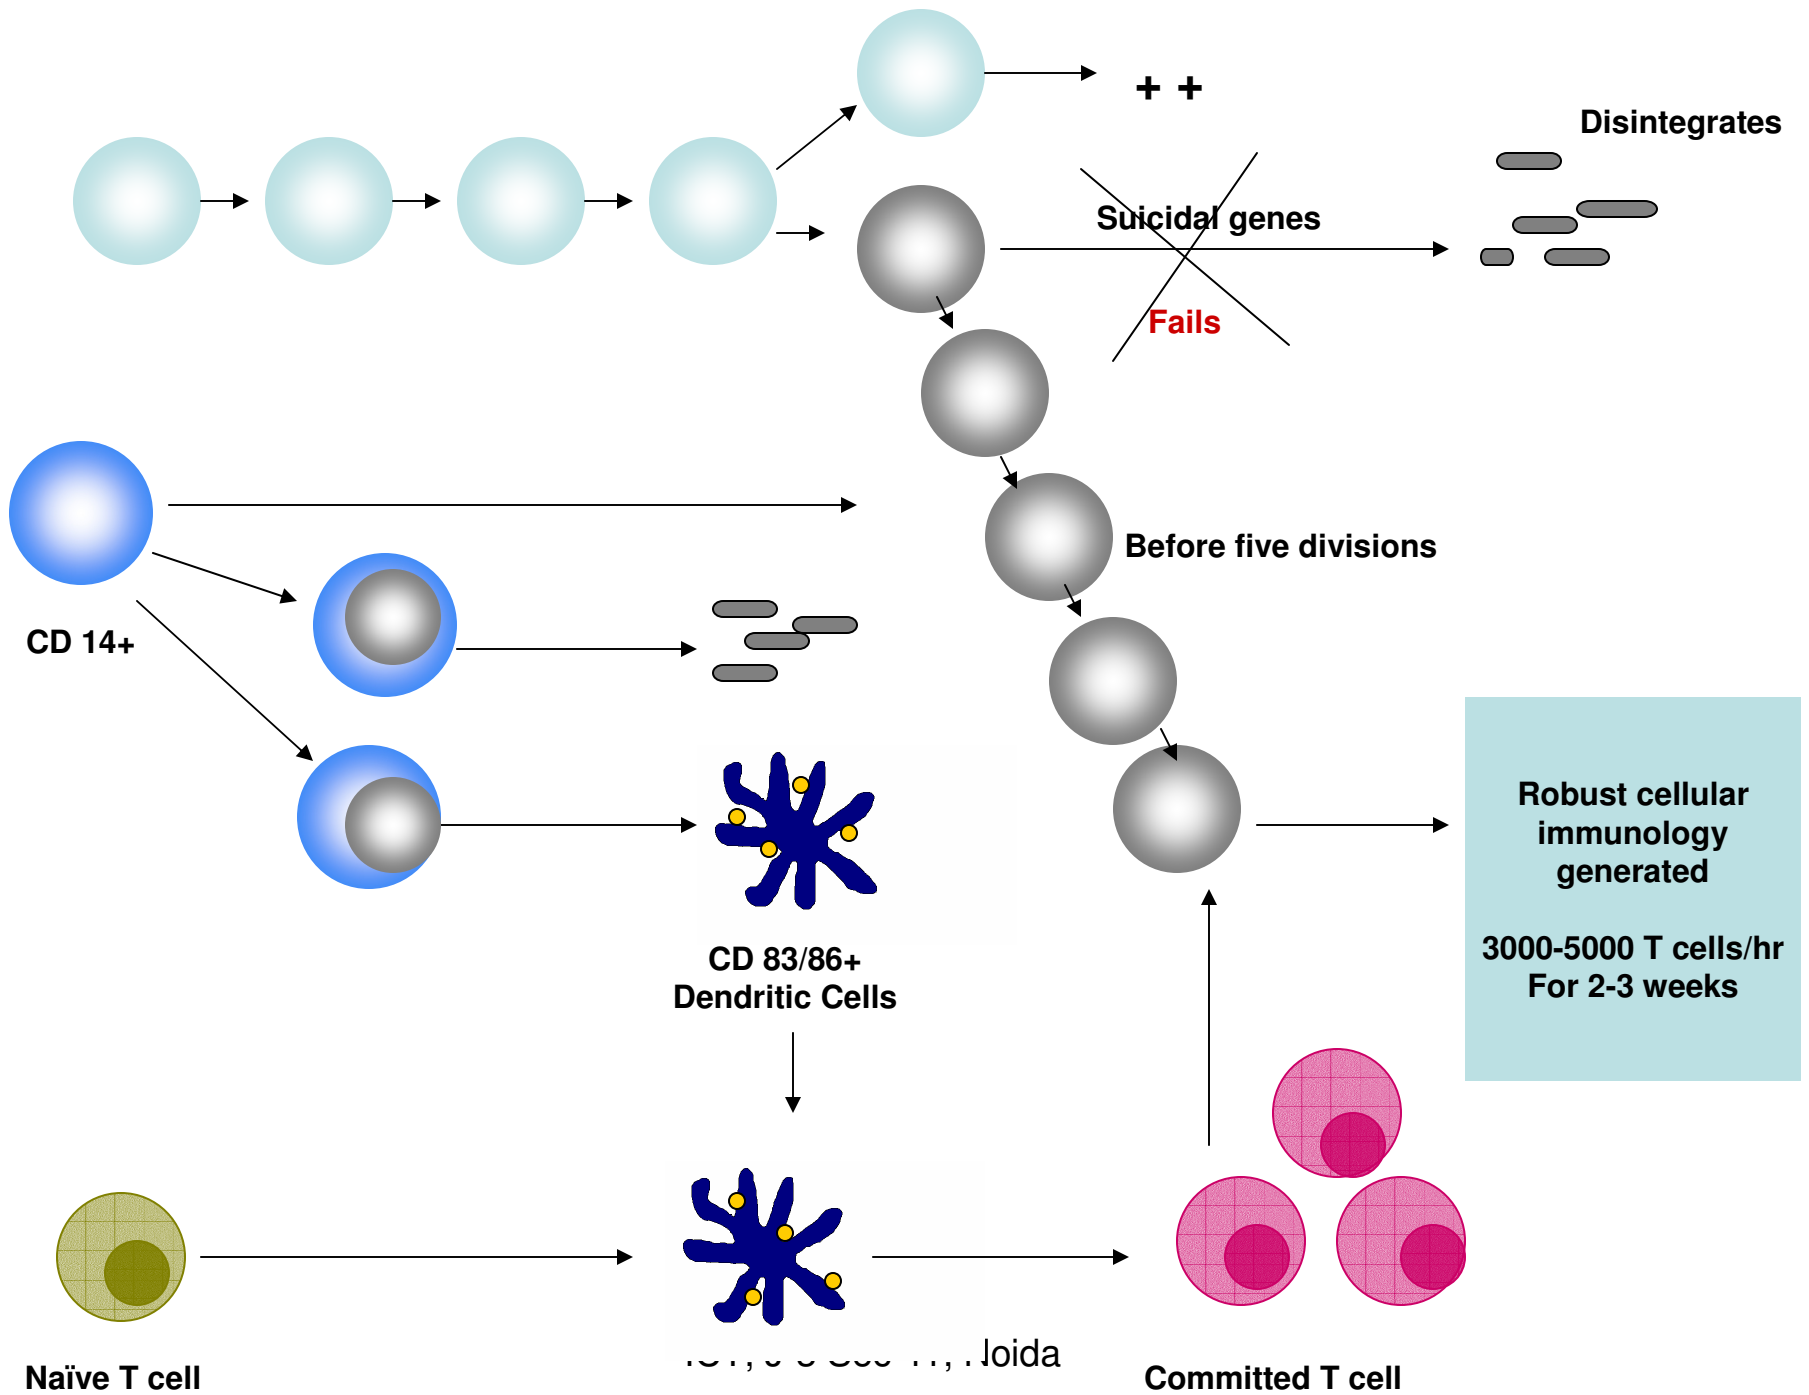 + +
Disintegrates
Suicidal genes
Fails
Before five divisions
CD 14+
Robust cellular
immunology
generated
3000-5000 T cells/hr
For 2-3 weeks
CD 83/86+
Dendritic Cells
Noida
Naïve T cell
Committed T cell